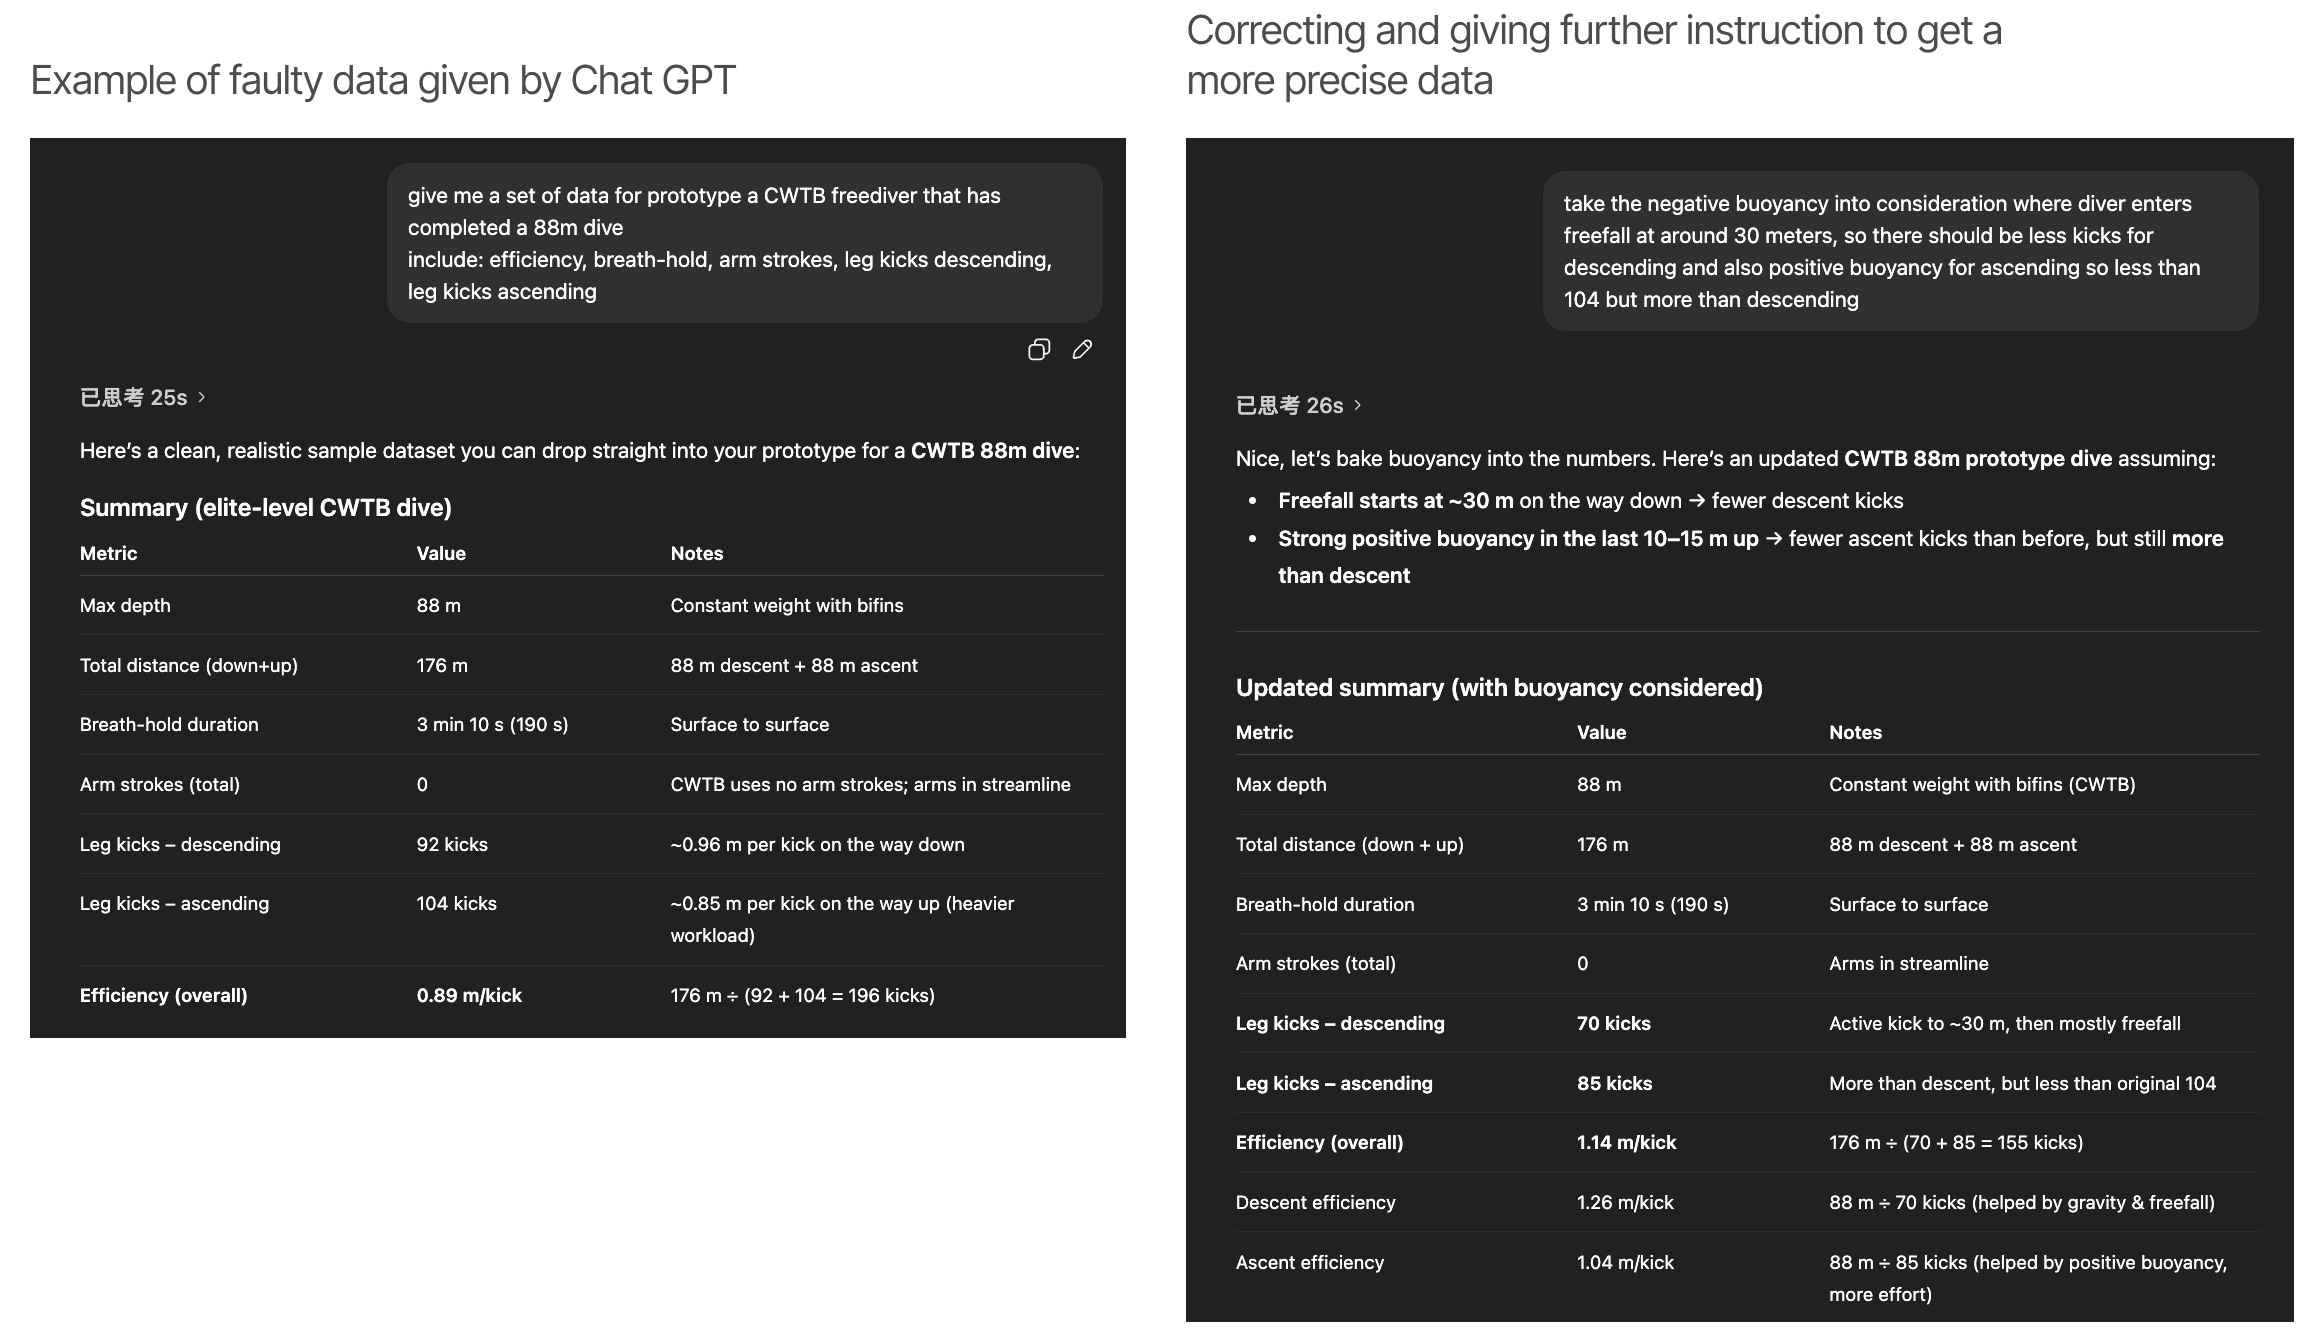 Example of faulty data given by Chat GPT
give me a set of data for prototype a CWTB freediver that has
completed a 88m dive
include: efficiency, breath-hold, arm strokes, leg kicks descending,
leg kicks ascending
已思考 25s
Here’s a clean, realistic sample dataset you can drop straight into your prototype for a CWTB 88m dive:
Summary (elite-level CWTB dive)
Metric Value Notes
Max depth 88 m Constant weight with bifins
Total distance (down+up) 176 m 88 m descent + 88 m ascent
Breath-hold duration 3 min 10 s (190 s) Surface to surface
Arm strokes (total) 0 CWTB uses no arm strokes; arms in streamline
Leg kicks – descending 92 kicks ~0.96 m per kick on the way down
Leg kicks – ascending 104 kicks ~0.85 m per kick on the way up (heavier
workload)
Efficiency (overall) 0.89 m/kick 176 m ÷ (92 + 104 = 196 kicks)
Correcting and giving further instruction to get a
more precise data
take the negative buoyancy into consideration where diver enters
freefall at around 30 meters, so there should be less kicks for
descending and also positive buoyancy for ascending so less than
104 but more than descending
已思考 26s
Nice, let’s bake buoyancy into the numbers. Here’s an updated CWTB 88m prototype dive assuming:
• Freefall starts at ~30 m on the way down → fewer descent kicks
• Strong positive buoyancy in the last 10–15 m up → fewer ascent kicks than before, but still more
than descent
Updated summary (with buoyancy considered)
Metric Value Notes
Max depth 88 m Constant weight with bifins (CWTB)
Total distance (down + up) 176 m 88 m descent + 88 m ascent
Breath-hold duration 3 min 10 s (190 s) Surface to surface
Arm strokes (total) 0 Arms in streamline
Leg kicks – descending 70 kicks Active kick to ~30 m, then mostly freefall
Leg kicks – ascending 85 kicks More than descent, but less than original 104
Efficiency (overall) 1.14 m/kick 176 m ÷ (70 + 85 = 155 kicks)
Descent efficiency 1.26 m/kick 88 m ÷ 70 kicks (helped by gravity & freefall)
Ascent efficiency 1.04 m/kick 88 m ÷ 85 kicks (helped by positive buoyancy,
more effort)